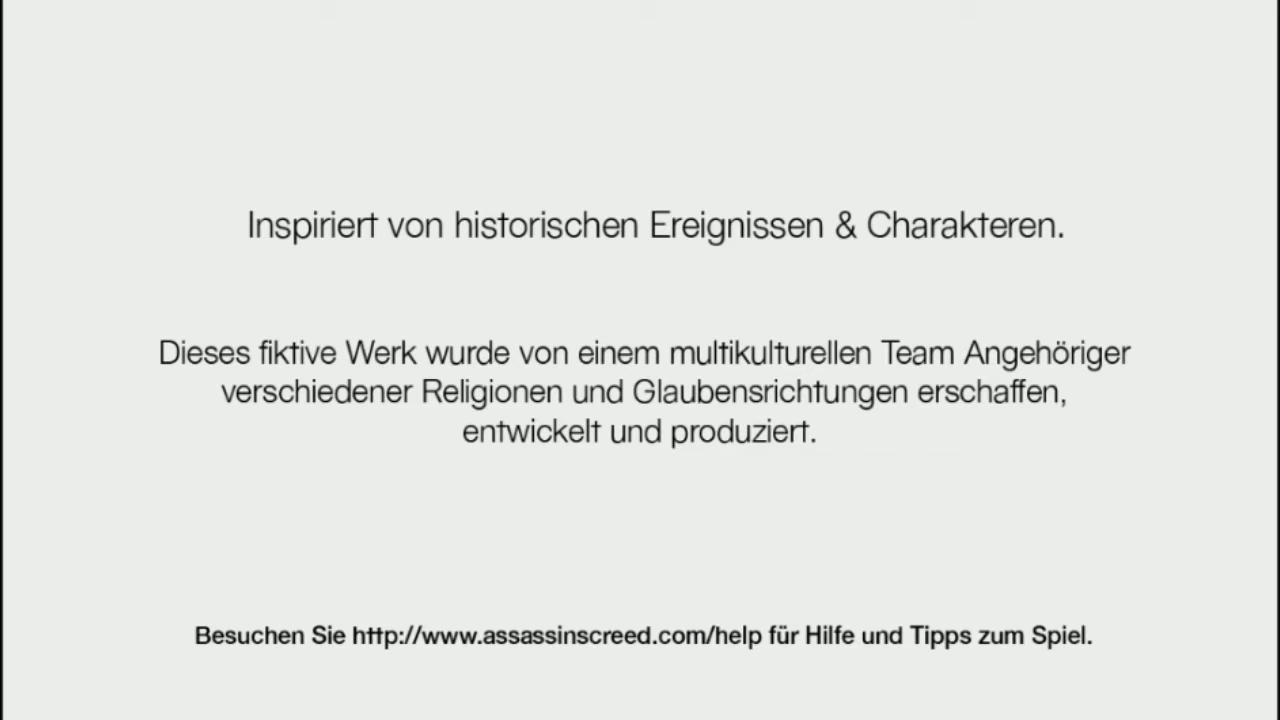 Inspiriert von historischen Ereignissen & Charakteren.
Dieses fiktive Werk wurde von einem multikulturellen Team Angehöriger
verschiedener Religionen und Glaubensrichtungen erschaffen,
entwickelt und produziert.
Besuchen Sie http://www.assassinscreed.com/help für Hilfe und Tipps zum Spiel.